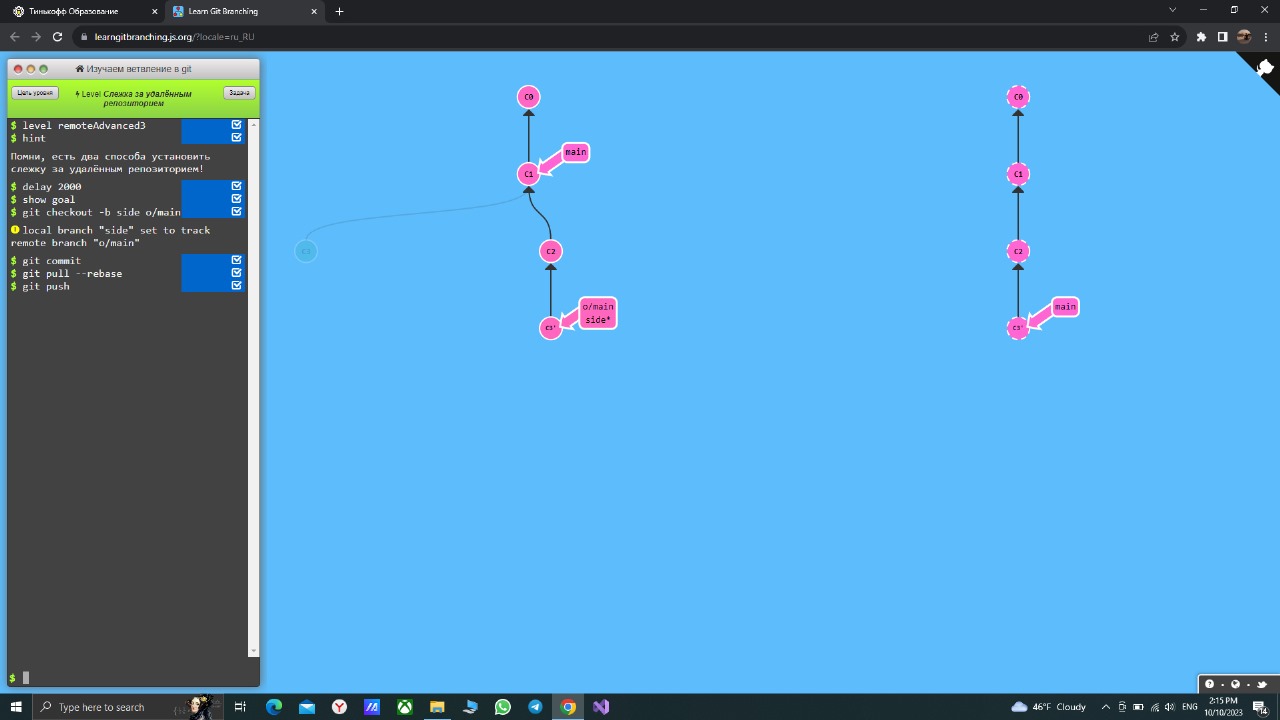 Тинькофф Образование
Learn Git Branching
learngitbranching.js.org/?locale=ru_RU
Изучаем ветвление в git
Цель уровня
Level Слежка за удалённым
репозиторием
Задача
$ level remoteAdvanced3
$ hint
Помни, есть два способа установить
слежку за удалённым репозиторием!
$ delay 2000
$ show goal
$ git checkout -b side o/main
local branch "side" set to track
remote branch "o/main"
$ git commit
$ git pull --rebase
$ git push
$
C0
C1
main
C3
C2
C3'
o/main
side*
C0
C1
C2
C3'
main
Type here to search
46°F Cloudy
ENG
2:15 PM
10/10/2023
14